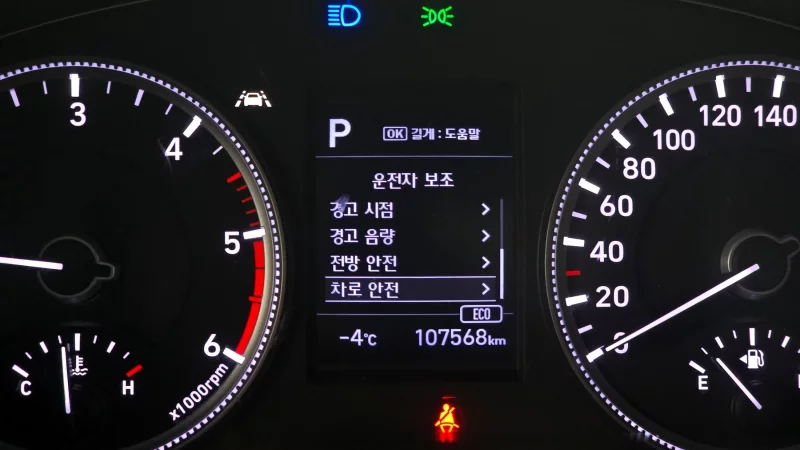 3
4
5
6
x1000rpm
C
H
P
OK 길게 : 도움말
운전자 보조
경고 시점
경고 음량
전방 안전
차로 안전
ECO
-4℃
107568km
140
120
100
80
60
40
20
0
E